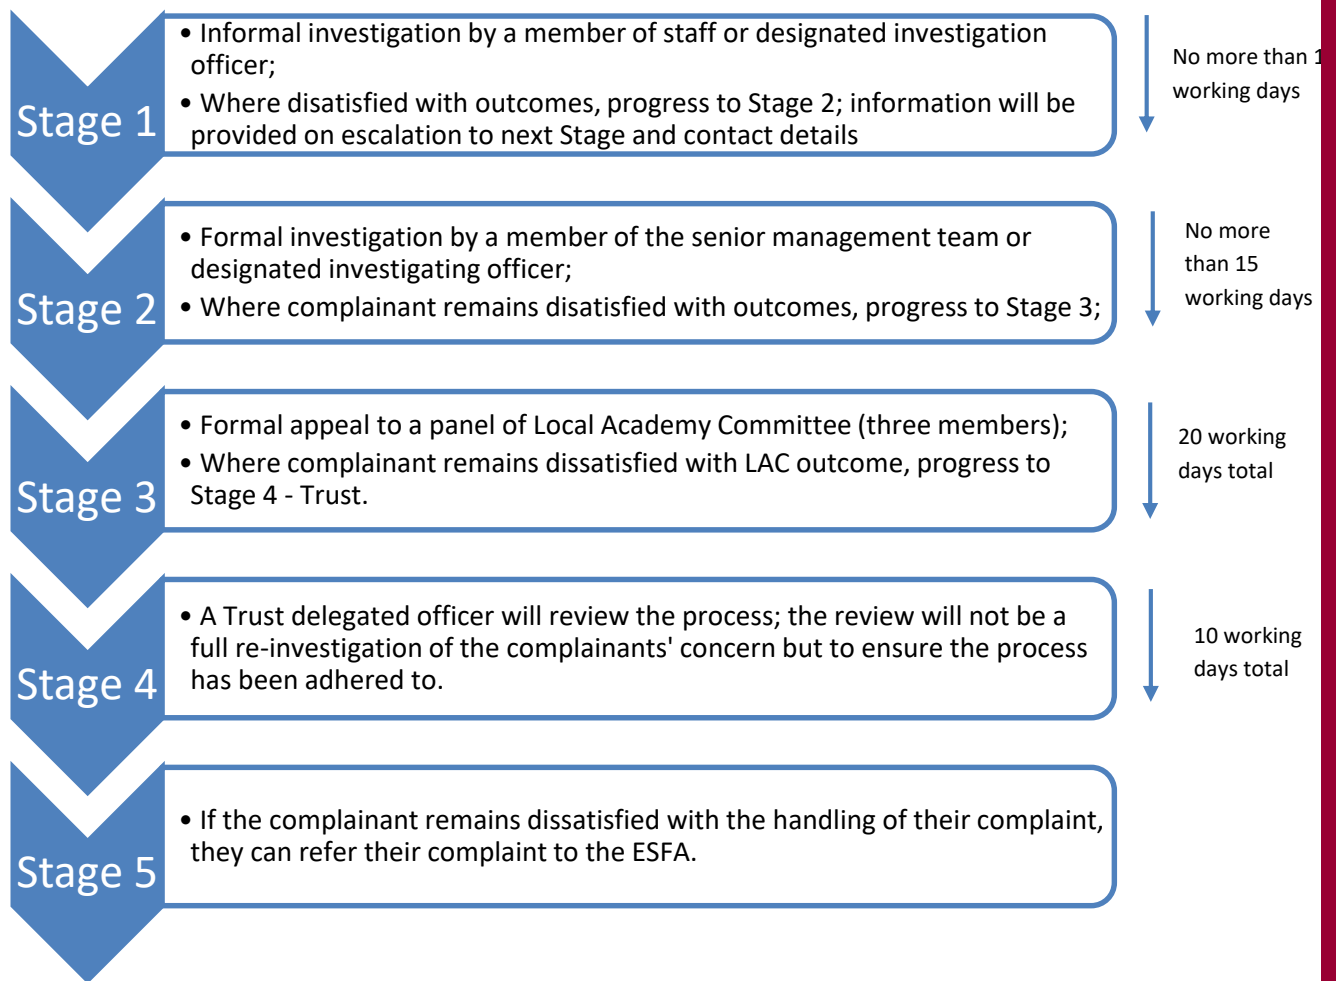 Stage 1
• Informal investigation by a member of staff or designated investigation
officer;
• Where disatisfied with outcomes, progress to Stage 2; information will be
provided on escalation to next Stage and contact details
No more than
working days
Stage 2
• Formal investigation by a member of the senior management team or
designated investigating officer;
• Where complainant remains disatisfied with outcomes, progress to Stage 3;
No more
than 15
working days
Stage 3
• Formal appeal to a panel of Local Academy Committee (three members);
• Where complainant remains dissatisfied with LAC outcome, progress to
Stage 4 - Trust.
20 working
days total
Stage 4
• A Trust delegated officer will review the process; the review will not be a
full re-investigation of the complainants' concern but to ensure the process
has been adhered to.
10 working
days total
Stage 5
• If the complainant remains dissatisfied with the handling of their complaint,
they can refer their complaint to the ESFA.